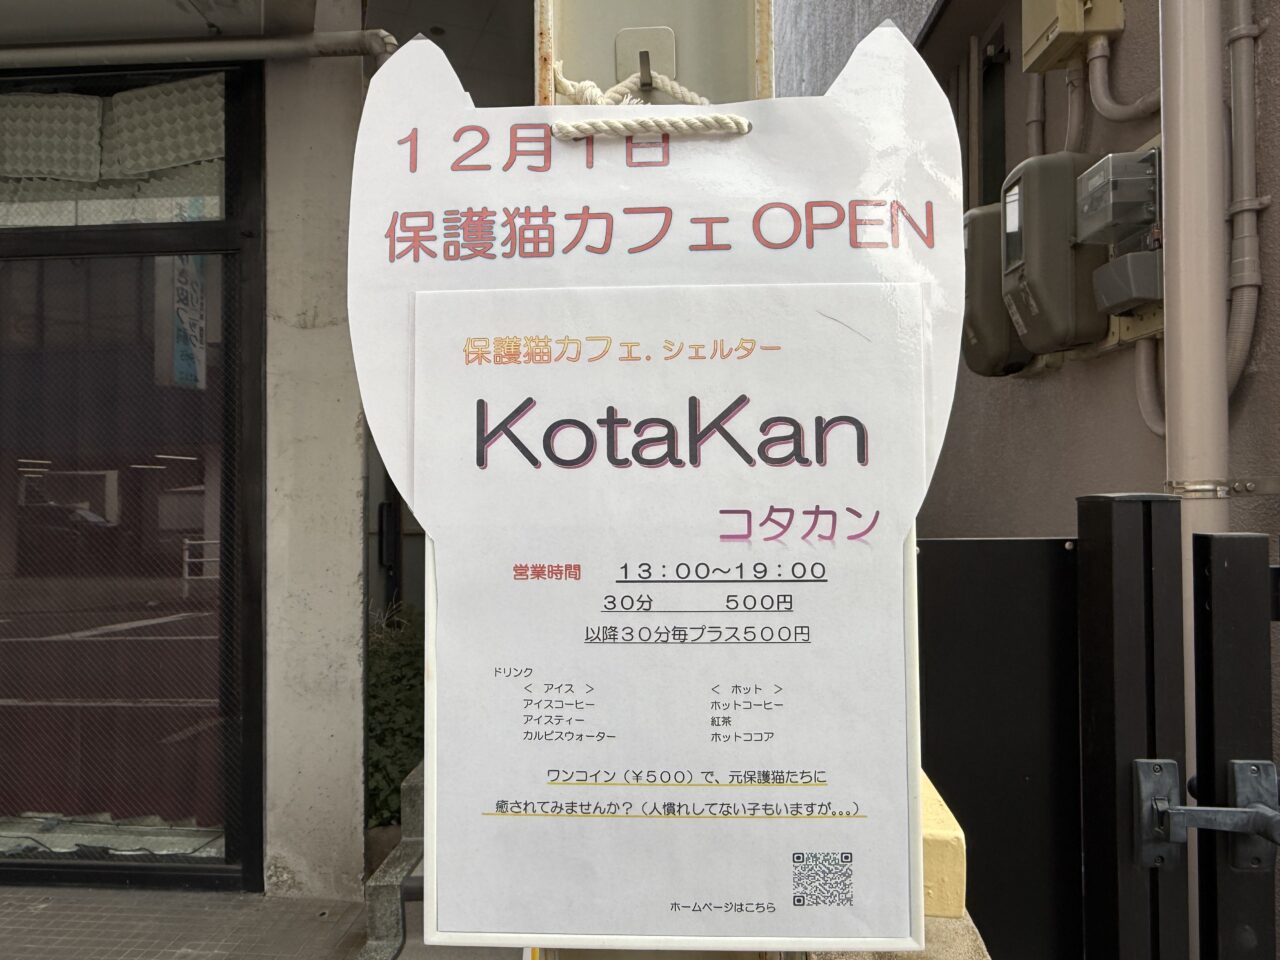 12月1日
保護猫カフェ OPEN
保護猫カフェ．シェルター
KotaKan
コタカン
営業時間　13：00～19：00
30分　500円
以降30分毎プラス500円
ドリンク
＜　アイス　＞
アイスコーヒー
アイスティー
カルピスウォーター
＜　ホット　＞
ホットコーヒー
紅茶
ホットココア
ワンコイン（￥500）で、元保護猫たちに
癒されてみませんか？（人慣れしてない子もいますが｡｡｡）
ホームページはこちら